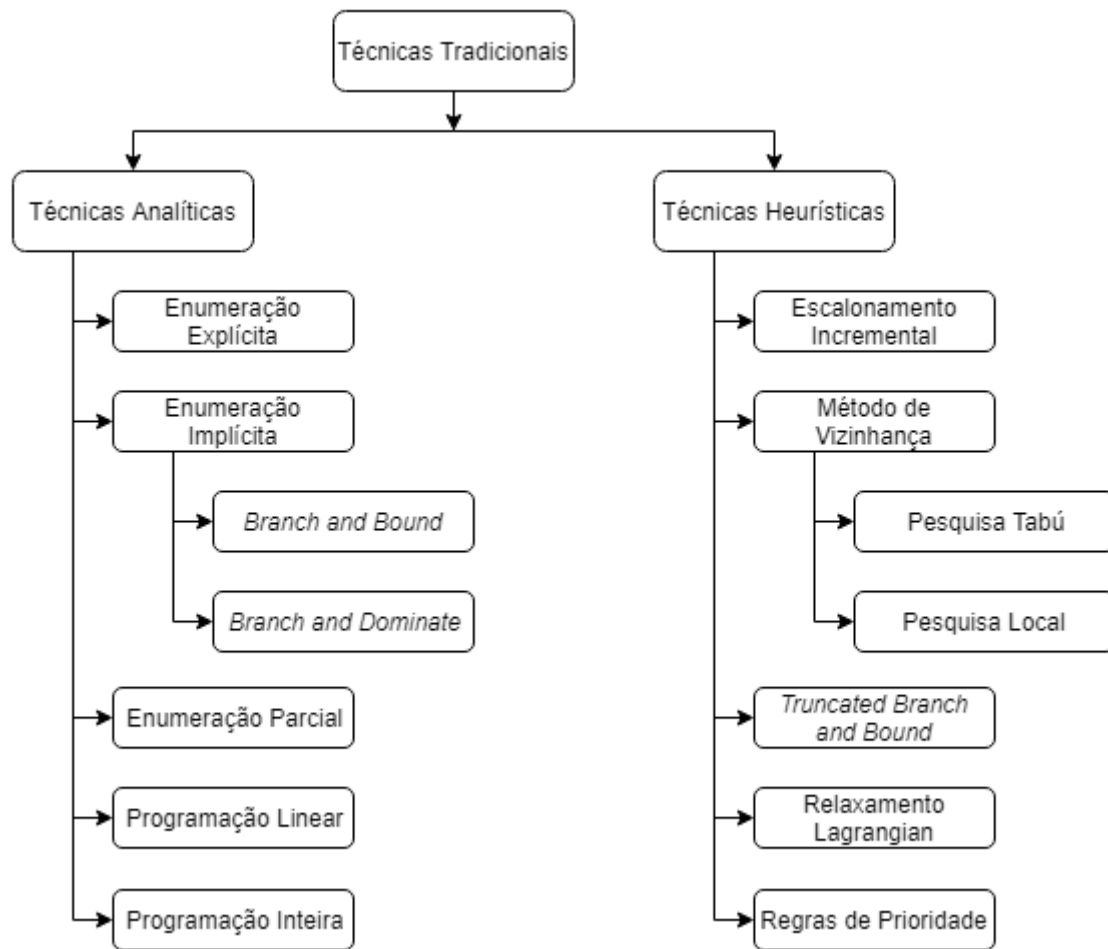 Técnicas Tradicionais
Técnicas Analíticas
Técnicas Heurísticas
Enumeração
Explícita
Escalonamento
Incremental
Enumeração
Implícita
Método de
Vizinhança
Branch and Bound
Pesquisa Tabú
Branch and Dominate
Pesquisa Local
Enumeração Parcial
Truncated Branch
and Bound
Programação Linear
Relaxamento
Lagrangian
Programação Inteira
Regras de Prioridade